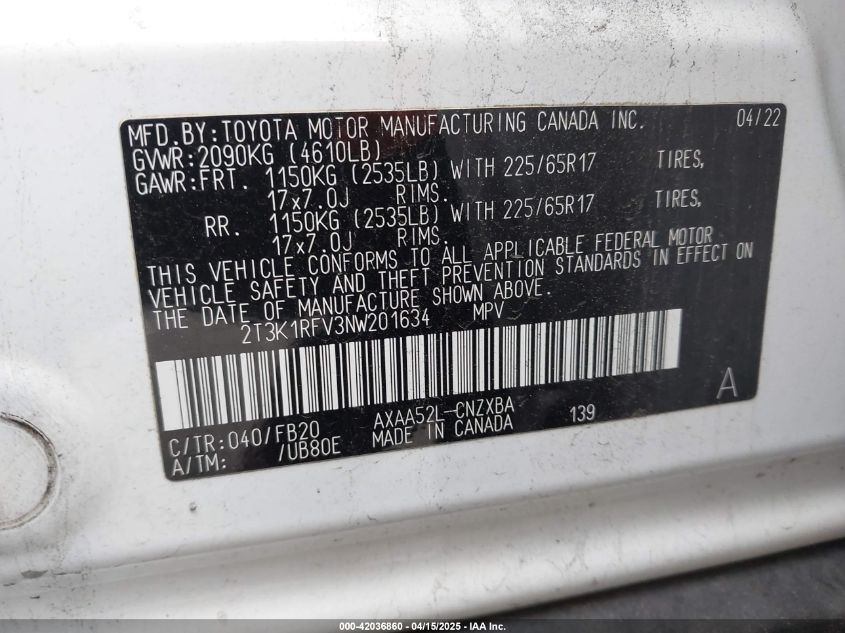 MFD.BY:TOYOTA MOTOR MANUFACTURING CANADA INC. 04/22
GVWR:2090KG (4610LB)
GAWR:FRT. 1150KG (2535LB) WITH 225/65R17 TIRES,
17x7.0J RIMS.
RR. 1150KG (2535LB) WITH 225/65R17 TIRES,
17x7.0J RIMS.
THIS VEHICLE CONFORMS TO ALL APPLICABLE FEDERAL MOTOR
VEHICLE SAFETY AND THEFT PREVENTION STANDARDS IN EFFECT ON
THE DATE OF MANUFACTURE SHOWN ABOVE.
2T3K1RFV3NW201634 MPV
A
C/TR:040/FB20 AXAA52L-CNZXBA 139
A/TM: /UB80E MADE IN CANADA
000-42036860 - 04/15/2025 - IAA Inc.